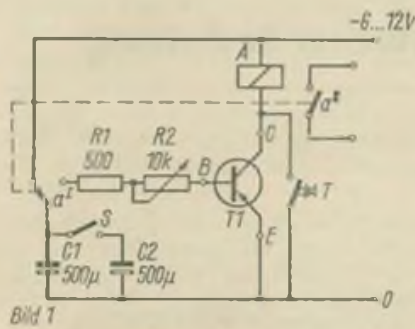 -6...12V
A
a²
R1
500
R2
10k
C
B
T
a¹
S
T1
E
C1
500µ
C2
500µ
0
Bild 1